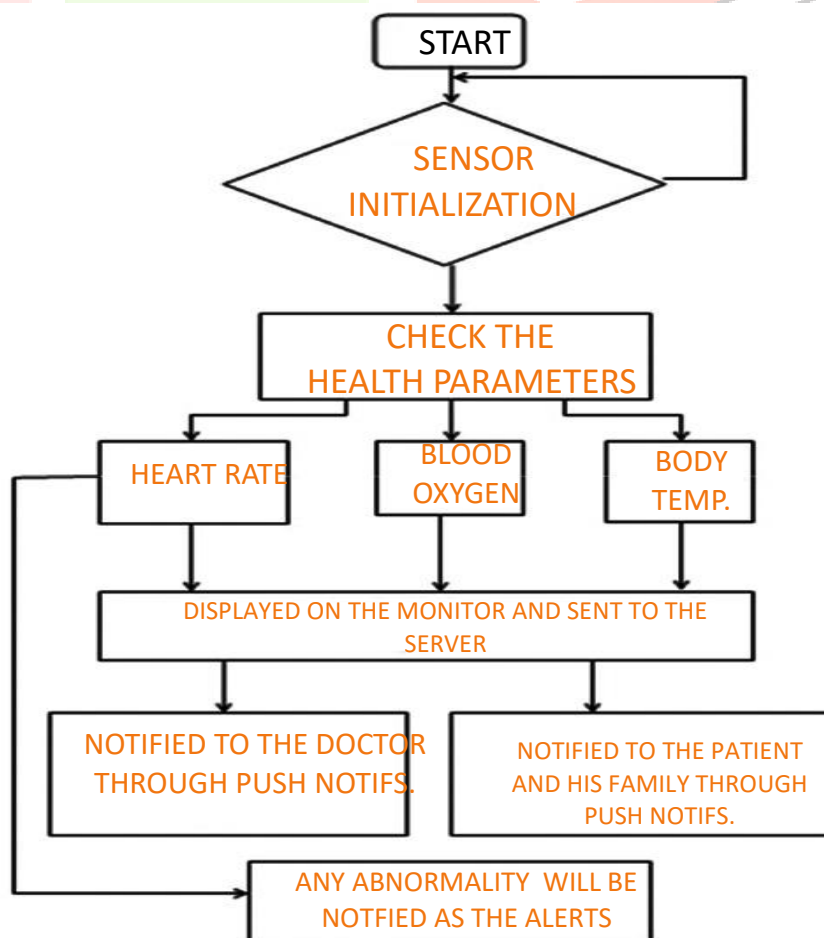 START
SENSOR
INITIALIZATION
CHECK THE
HEALTH PARAMETERS
HEART RATE
BLOOD
OXYGEN
BODY
TEMP.
DISPLAYED ON THE MONITOR AND SENT TO THE
SERVER
NOTIFIED TO THE DOCTOR
THROUGH PUSH NOTIFS.
NOTIFIED TO THE PATIENT
AND HIS FAMILY THROUGH
PUSH NOTIFS.
ANY ABNORMALITY WILL BE
NOTFIED AS THE ALERTS